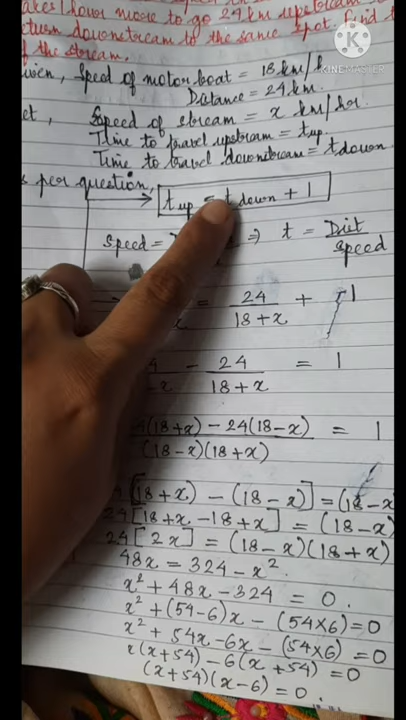 takes 1 hour more to go 24 km upstream
return downstream to the same spot. find
of the stream.
KINEMASTER
Given, Speed of motorboat = 18 km/h
Distance = 24 km.
Speed of stream = x km/hr.
Time to travel upstream = tup
Time to travel downstream = tdown
As per question,
tup = tdown + 1
Speed = ⇒ t = Dist / Speed
x = 24 / 18 + x + 1
- x - 24 / 18 + x = 1
(18 + x) - 24(18 - x) / (18 - x)(18 + x) = 1
[18 + x) - (18 - x)] = (18 - x)
24[18 + x - 18 + x] = (18 - x)
24[2x] = (18 - x)(18 + x)
48x = 324 - x²
x² + 48x - 324 = 0.
x² + (54 - 6)x - (54 × 6) = 0
x² + 54x - 6x - (54 × 6) = 0
x(x + 54) - 6(x + 54) = 0
(x + 54)(x - 6) = 0.